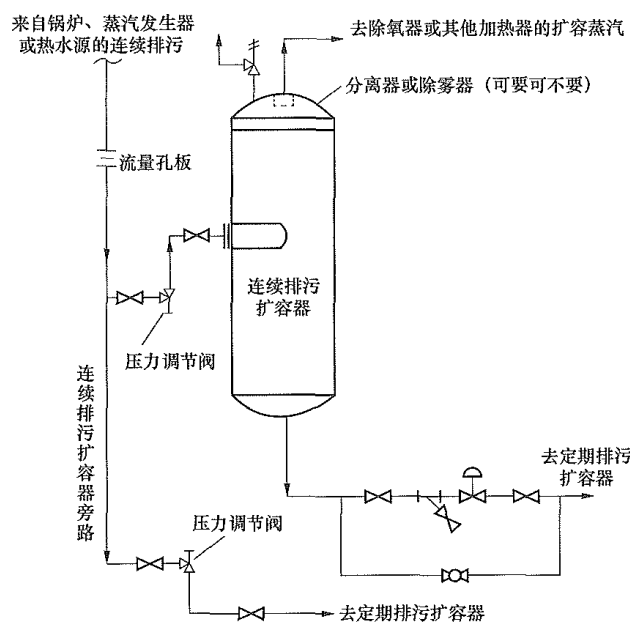 来自锅炉、蒸汽发生器
或热水源的连续排污
去除氧器或其他加热器的扩容蒸汽
分离器或除雾器（可要可不要）
流量孔板
连续排污
扩容器
压力调节阀
连续排污扩容器旁路
去定期排污
扩容器
压力调节阀
去定期排污扩容器